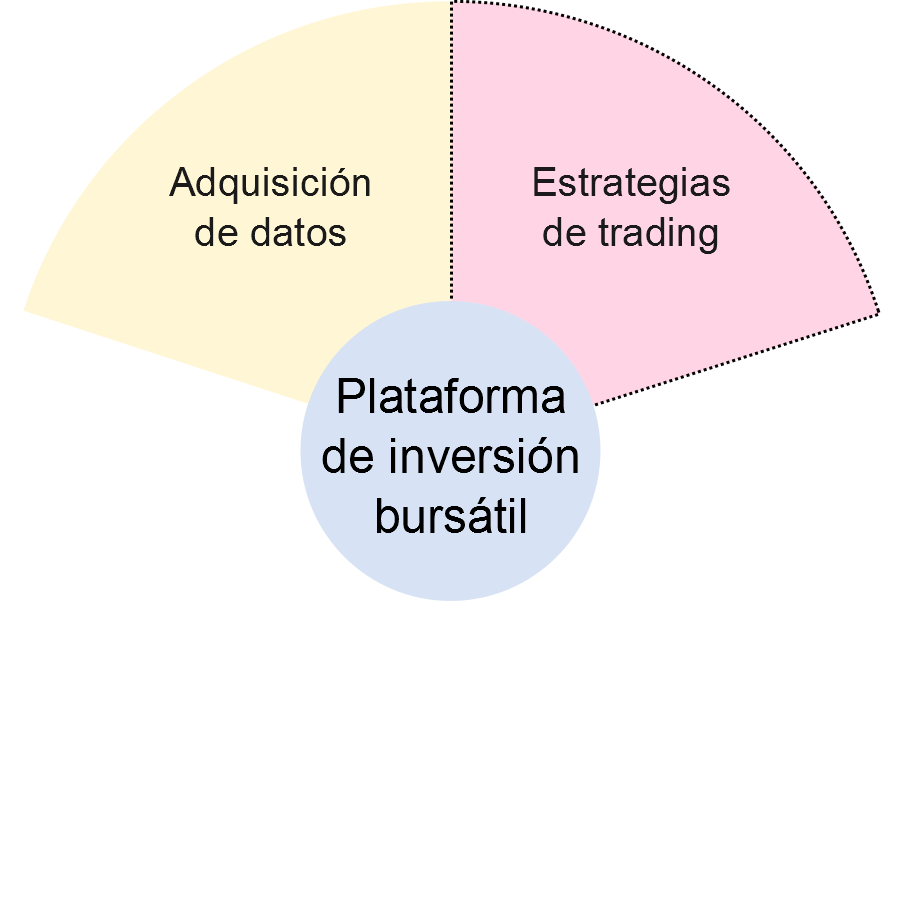 Adquisición
de datos
Estrategias
de trading
Plataforma
de inversión
bursátil